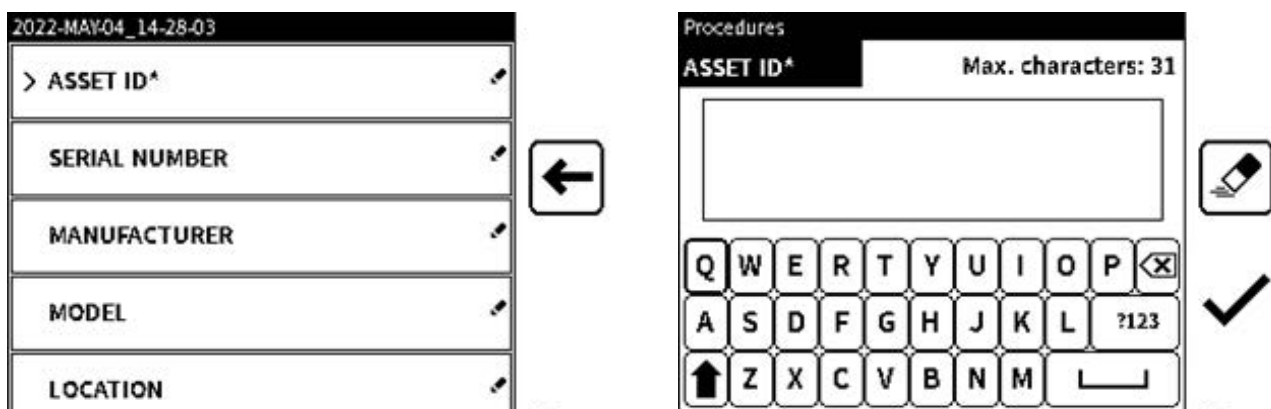 2022-MAY-04_14-28-03
> ASSET ID*
SERIAL NUMBER
MANUFACTURER
MODEL
LOCATION
Procedures
ASSET ID* Max. characters: 31
Q W E R T Y U I O P
A S D F G H J K L ?123
Z X C V B N M